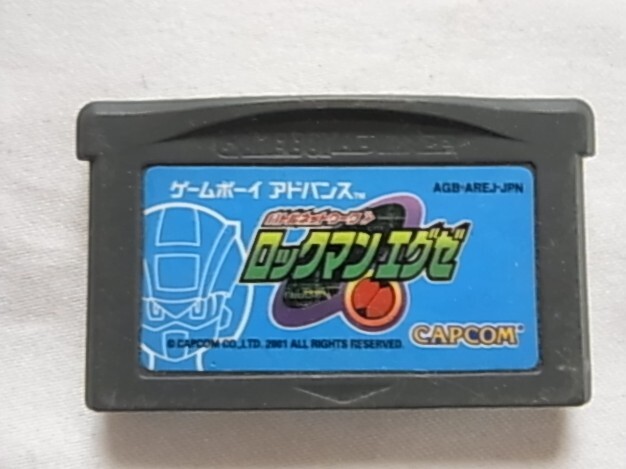 GAME BOY ADVANCE
ゲームボーイ アドバンス™
AGB-AREJ-JPN
バトルネットワーク
ロックマン エグゼ
CAPCOM
© CAPCOM CO., LTD. 2001 ALL RIGHTS RESERVED.